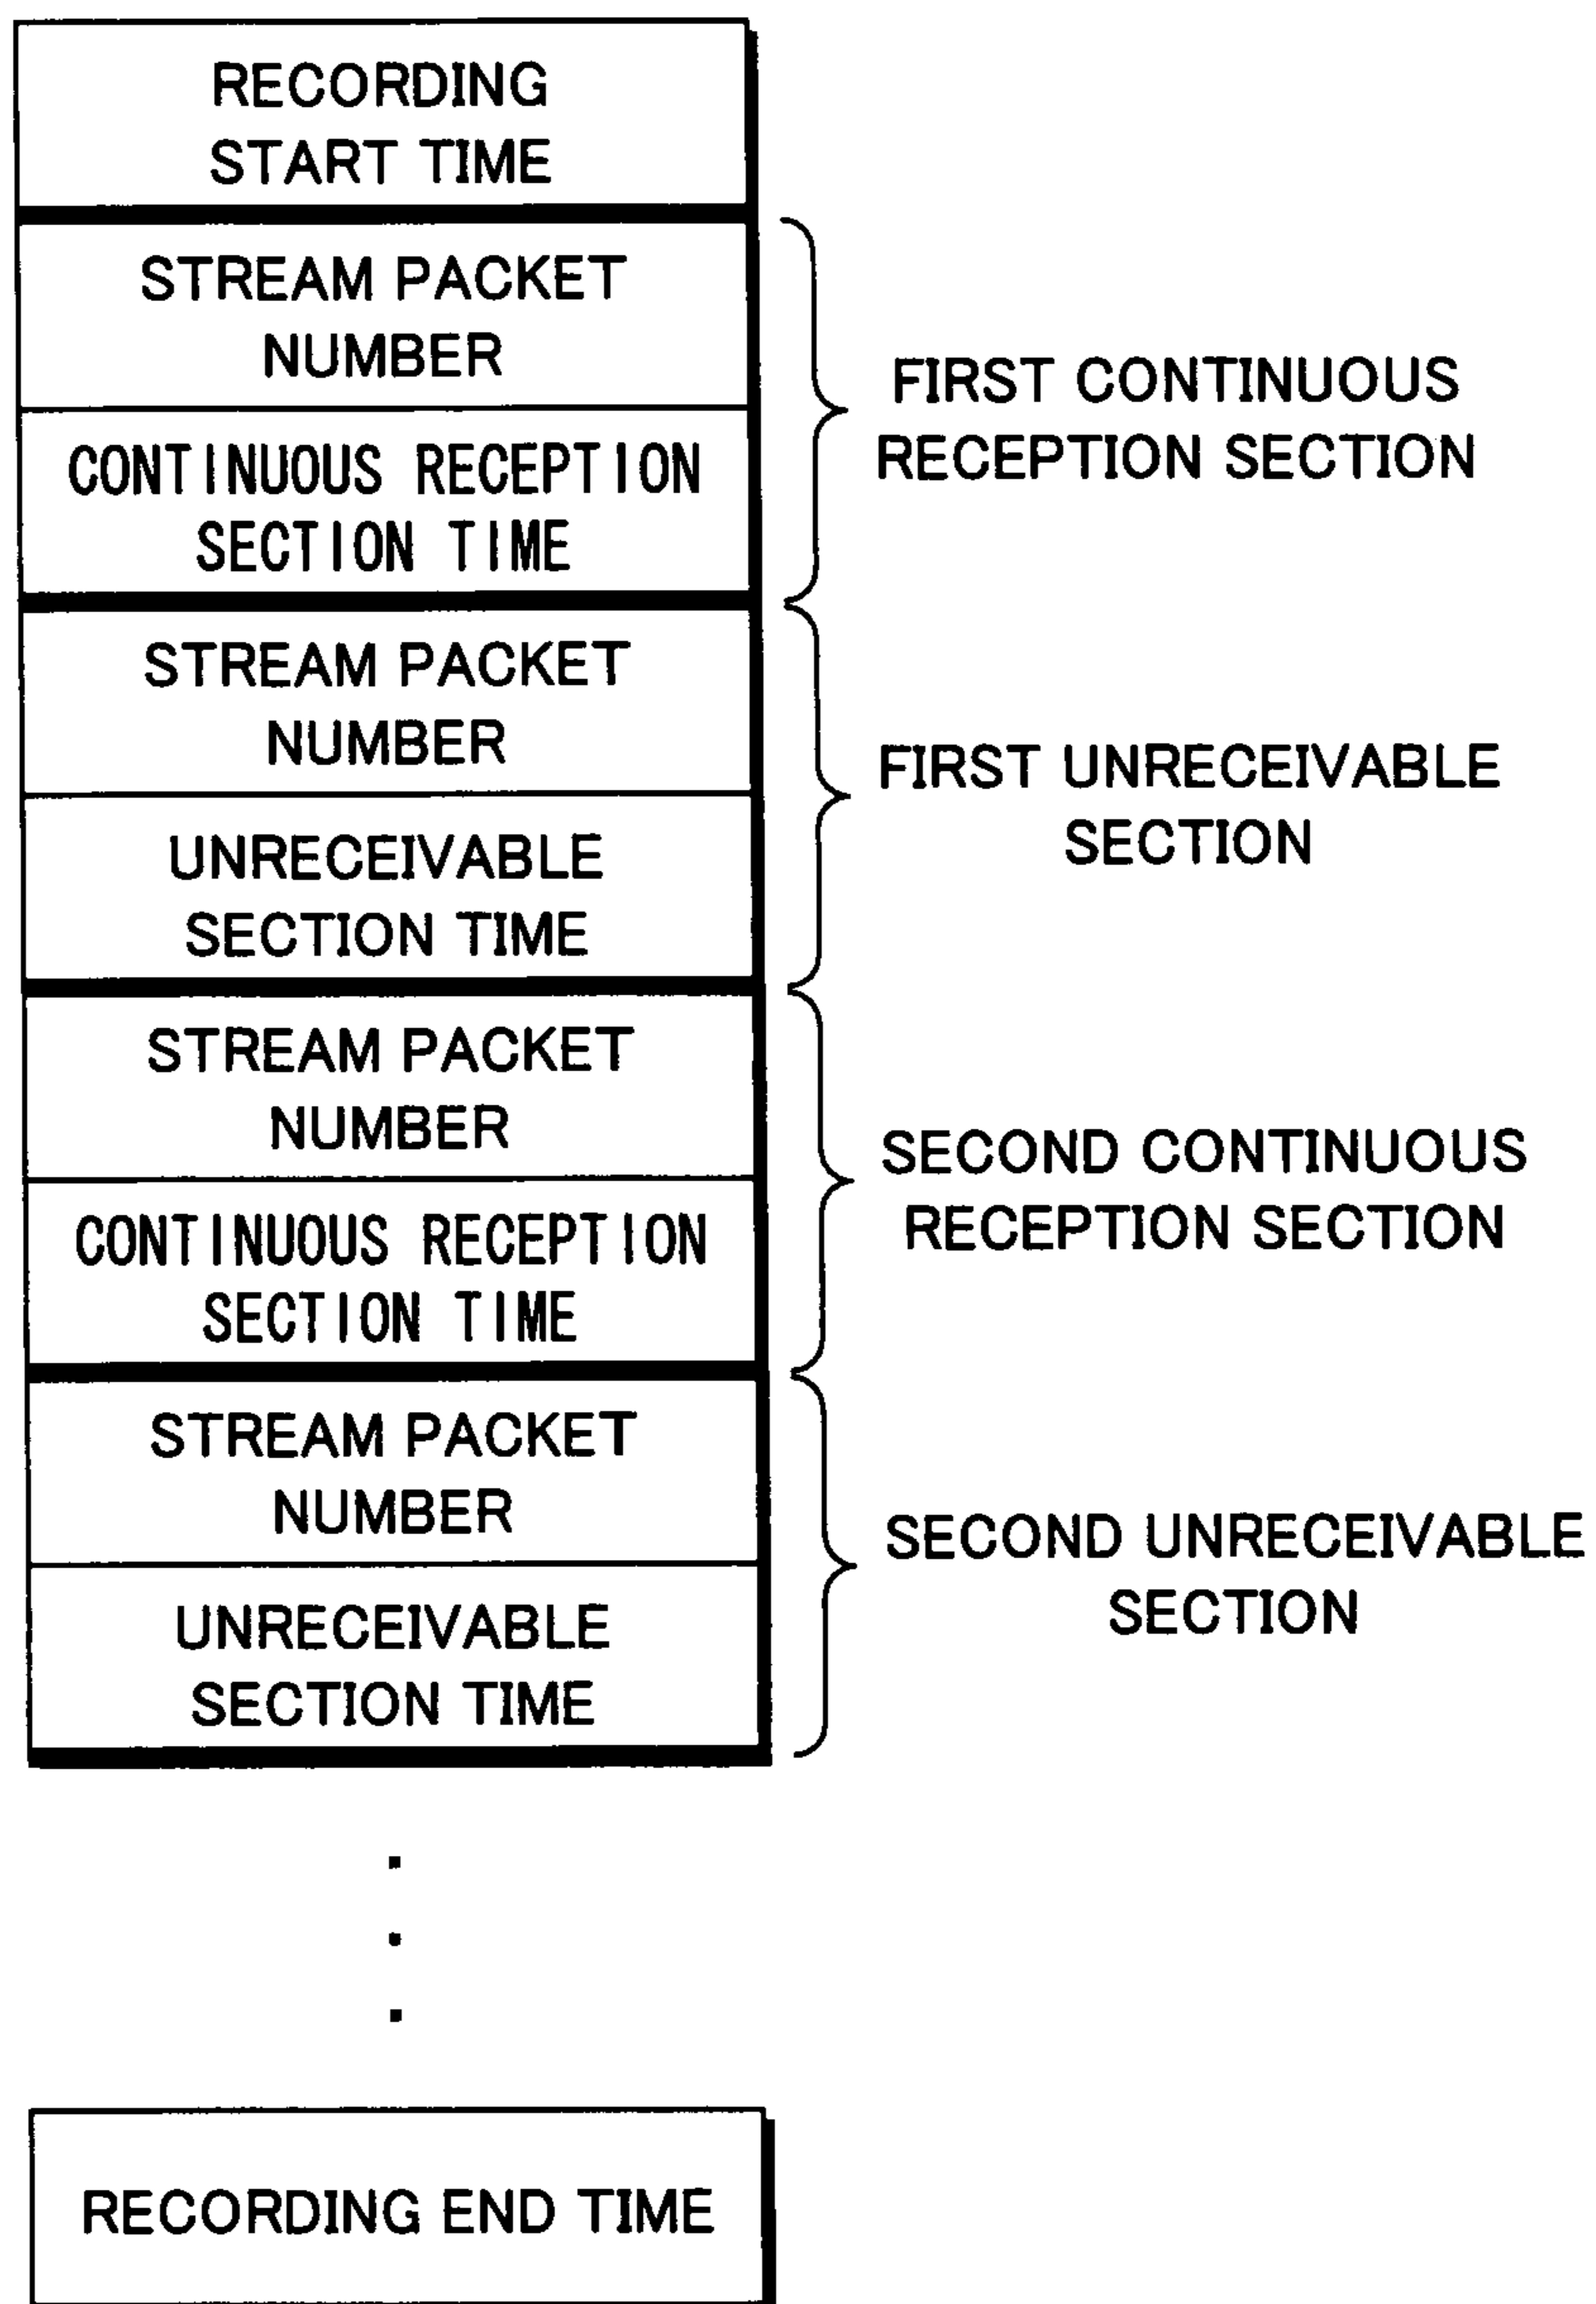 RECORDING
START TIME
STREAM PACKET
NUMBER
CONTINUOUS RECEPTION
SECTION TIME
FIRST CONTINUOUS
RECEPTION SECTION
STREAM PACKET
NUMBER
UNRECEIVABLE
SECTION TIME
FIRST UNRECEIVABLE
SECTION
STREAM PACKET
NUMBER
CONTINUOUS RECEPTION
SECTION TIME
SECOND CONTINUOUS
RECEPTION SECTION
STREAM PACKET
NUMBER
UNRECEIVABLE
SECTION TIME
SECOND UNRECEIVABLE
SECTION
RECORDING END TIME